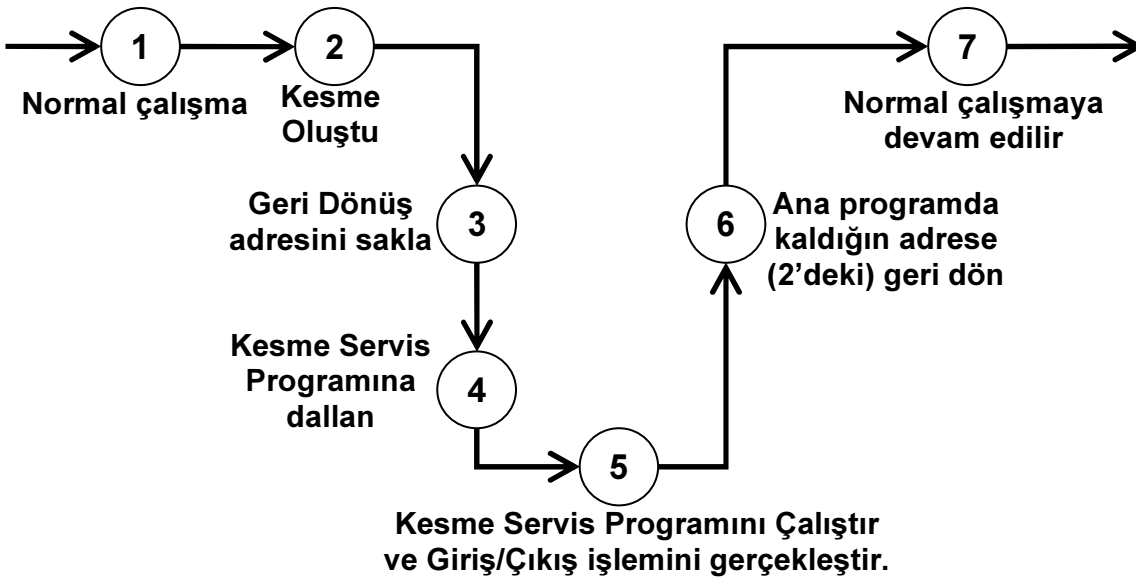 1
Normal çalışma
2
Kesme
Oluştu
3
Geri Dönüş
adresini sakla
4
Kesme Servis
Programına
dallan
5
Kesme Servis Programını Çalıştır
ve Giriş/Çıkış işlemini gerçekleştir.
6
Ana programda
kaldığın adrese
(2’deki) geri dön
7
Normal çalışmaya
devam edilir